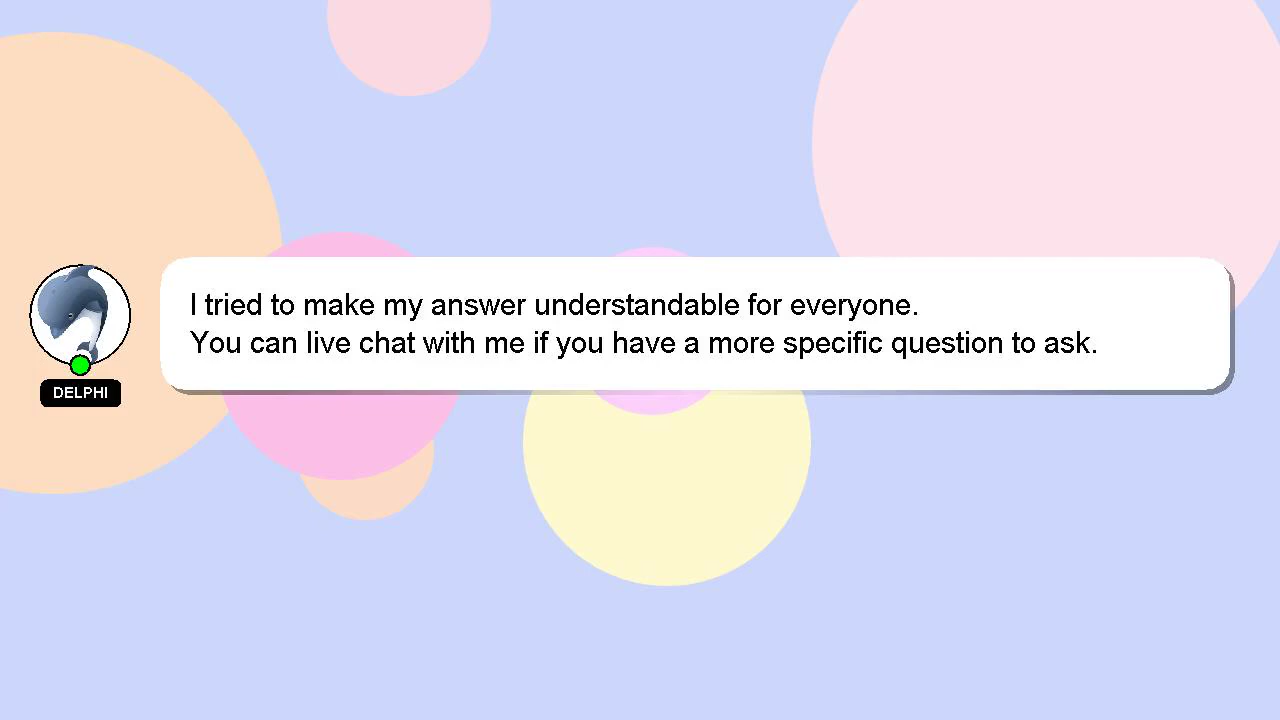 I tried to make my answer understandable for everyone.
You can live chat with me if you have a more specific question to ask.
DELPHI